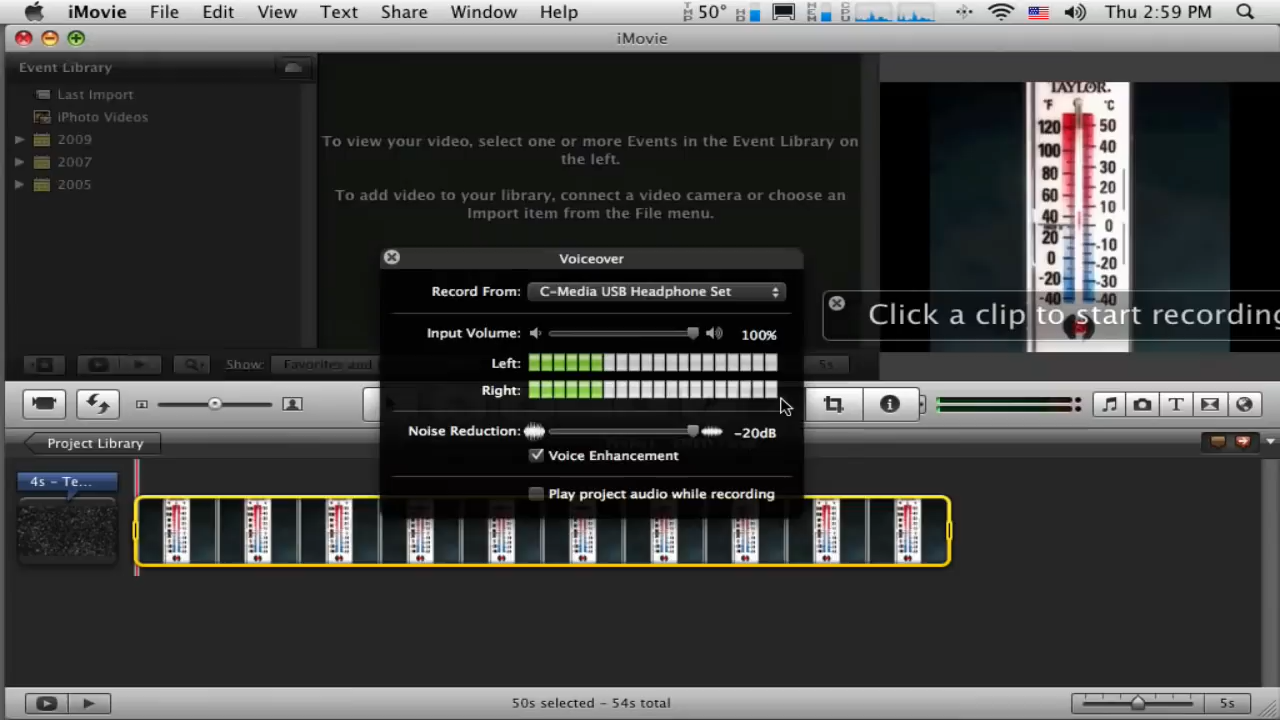 iMovie File Edit View Text Share Window Help 50° Thu 2:59 PM
iMovie
Event Library
Last Import
iPhoto Videos
2009
2007
2005
To view your video, select one or more Events in the Event Library on
the left.
To add video to your library, connect a video camera or choose an
Import item from the File menu.
TAYLOR.
°F °C
120 50
100 40
80 30
60 20
40 10
20 0
0 -10
-20 -20
-40 -30
-40
Click a clip to start recording
Voiceover
Record From: C-Media USB Headphone Set
Input Volume: 100%
Left:
Right:
Noise Reduction: -20dB
Voice Enhancement
Play project audio while recording
Show: Favorites and 5s
Project Library
4s - Te...
50s selected - 54s total 5s